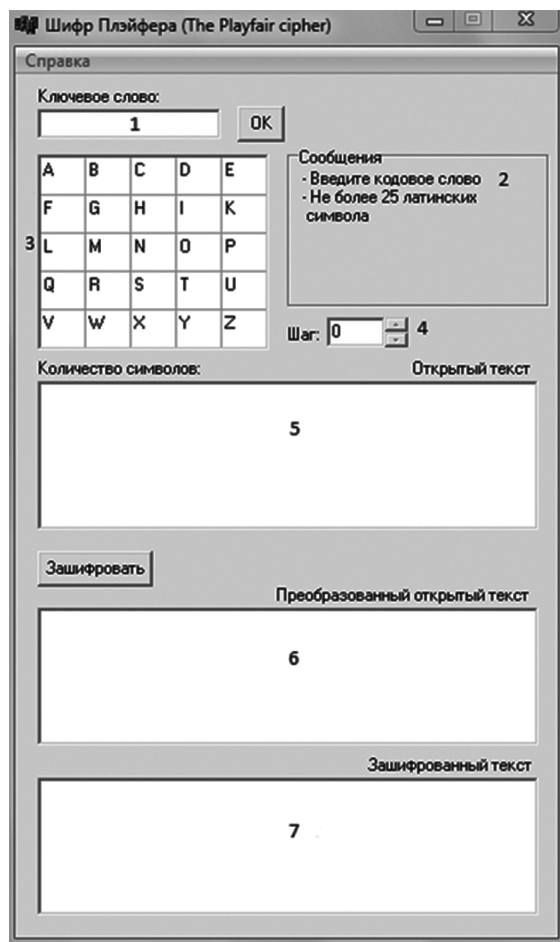 Шифр Плэйфера (The Playfair cipher)
Справка
Ключевое слово:
1
OK
Сообщения
- Введите кодовое слово 2
- Не более 25 латинских
символа
A B C D E
F G H I K
3 L M N O P
Q R S T U
V W X Y Z
Шаг: 0 4
Количество символов: Открытый текст
5
Зашифровать
Преобразованный открытый текст
6
Зашифрованный текст
7